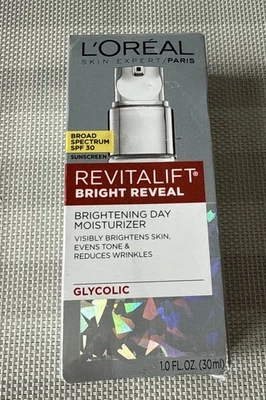 L'ORÉAL
SKIN EXPERT/PARIS
BROAD
SPECTRUM
SPF 30
SUNSCREEN
REVITALIFT®
BRIGHT REVEAL
BRIGHTENING DAY
MOISTURIZER
VISIBLY BRIGHTENS SKIN,
EVENS TONE &
REDUCES WRINKLES
GLYCOLIC
1.0 FL.OZ. (30ml)